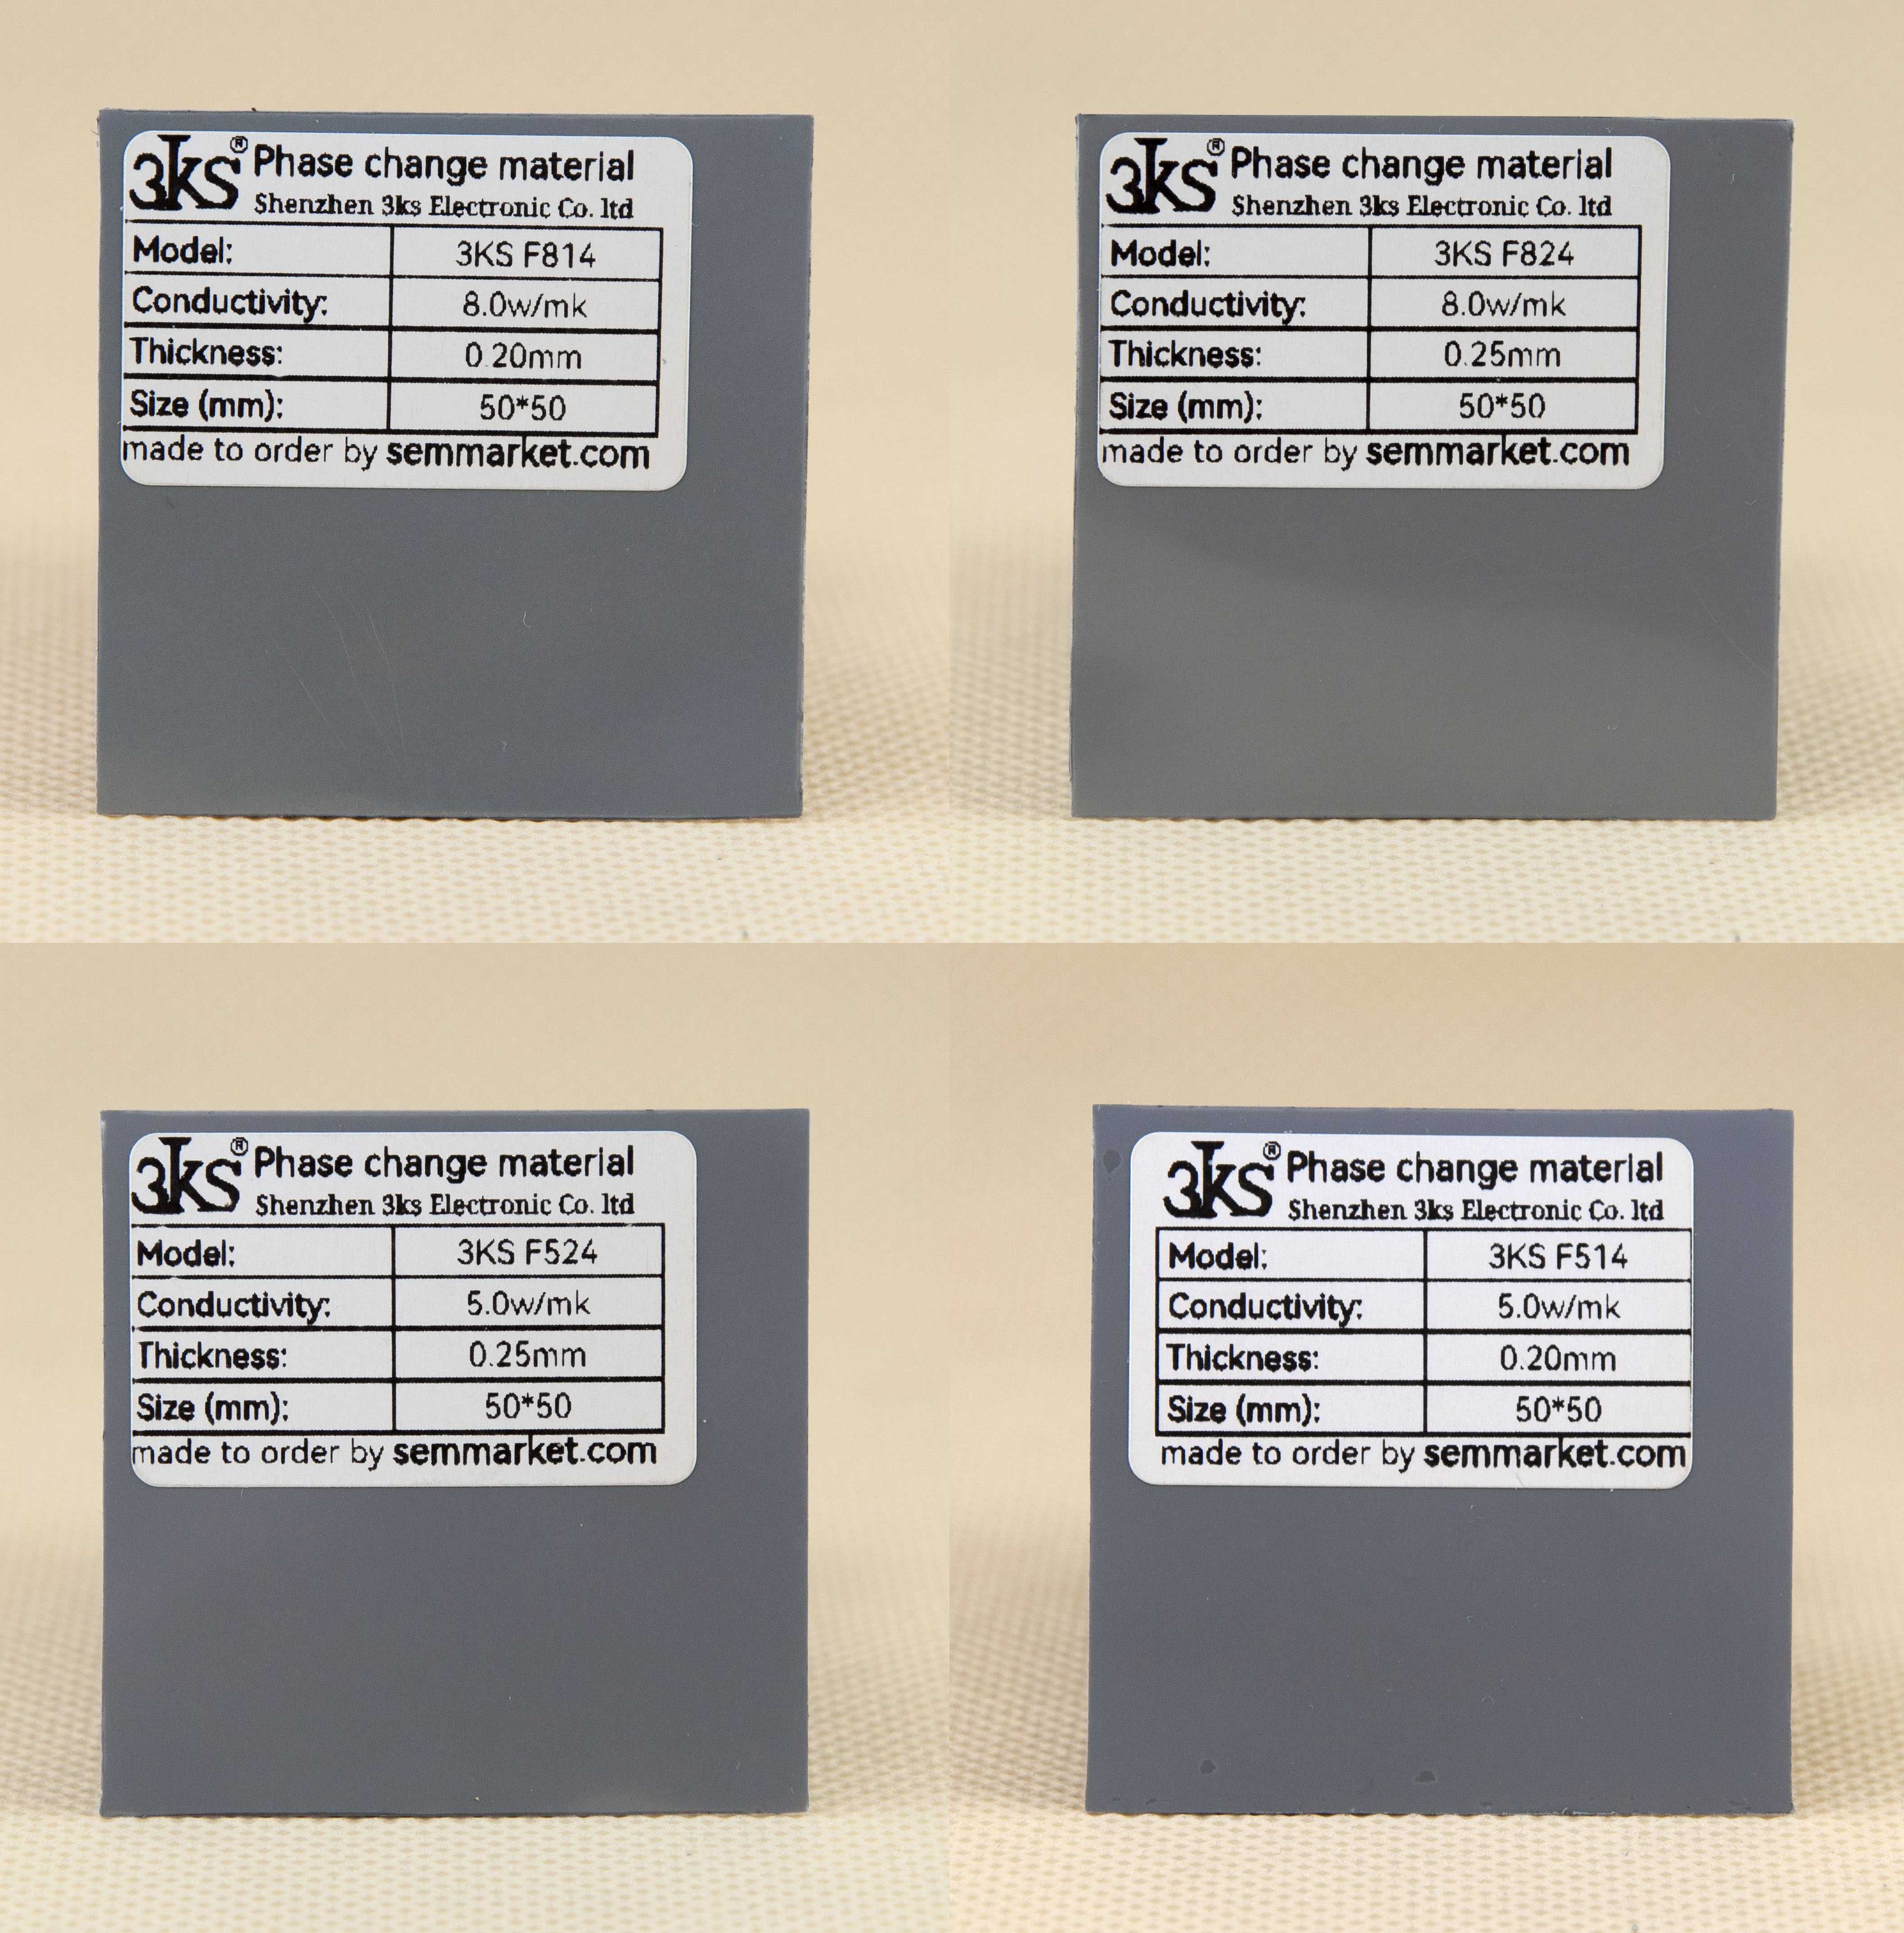 3KS® Phase change material
Shenzhen 3ks Electronic Co. ltd
Model: 3KS F814
Conductivity: 8.0w/mk
Thickness: 0.20mm
Size (mm): 50*50
made to order by semmarket.com
3KS® Phase change material
Shenzhen 3ks Electronic Co. ltd
Model: 3KS F824
Conductivity: 8.0w/mk
Thickness: 0.25mm
Size (mm): 50*50
made to order by semmarket.com
3KS® Phase change material
Shenzhen 3ks Electronic Co. ltd
Model: 3KS F524
Conductivity: 5.0w/mk
Thickness: 0.25mm
Size (mm): 50*50
made to order by semmarket.com
3KS® Phase change material
Shenzhen 3ks Electronic Co. ltd
Model: 3KS F514
Conductivity: 5.0w/mk
Thickness: 0.20mm
Size (mm): 50*50
made to order by semmarket.com